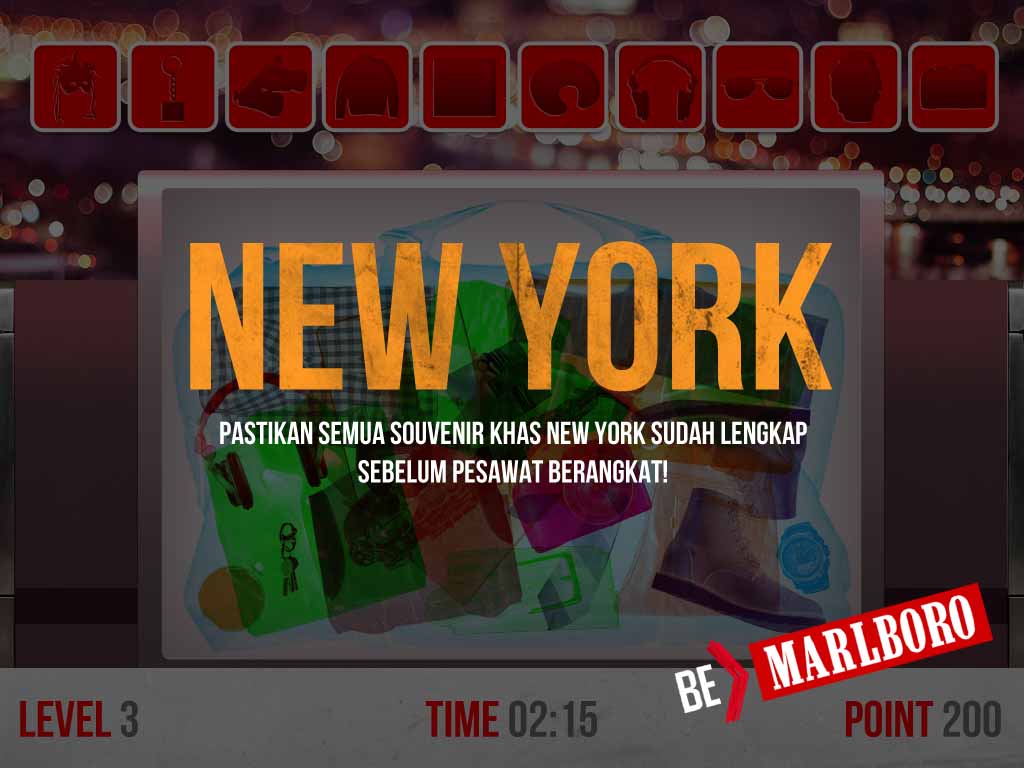 NEW YORK
PASTIKAN SEMUA SOUVENIR KHAS NEW YORK SUDAH LENGKAP
SEBELUM PESAWAT BERANGKAT!
BE MARLBORO
LEVEL 3
TIME 02:15
POINT 200